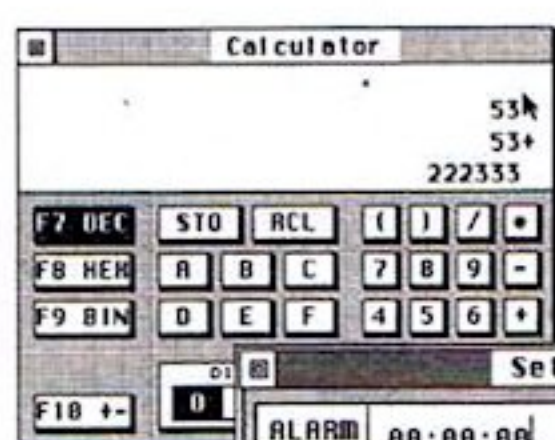 Calculator
53
53+
222333
F7 DEC STO RCL ( ) / *
F8 HEX A B C 7 8 9 -
F9 BIN D E F 4 5 6 +
F10 +- 0
Set
ALARM 00:00:00